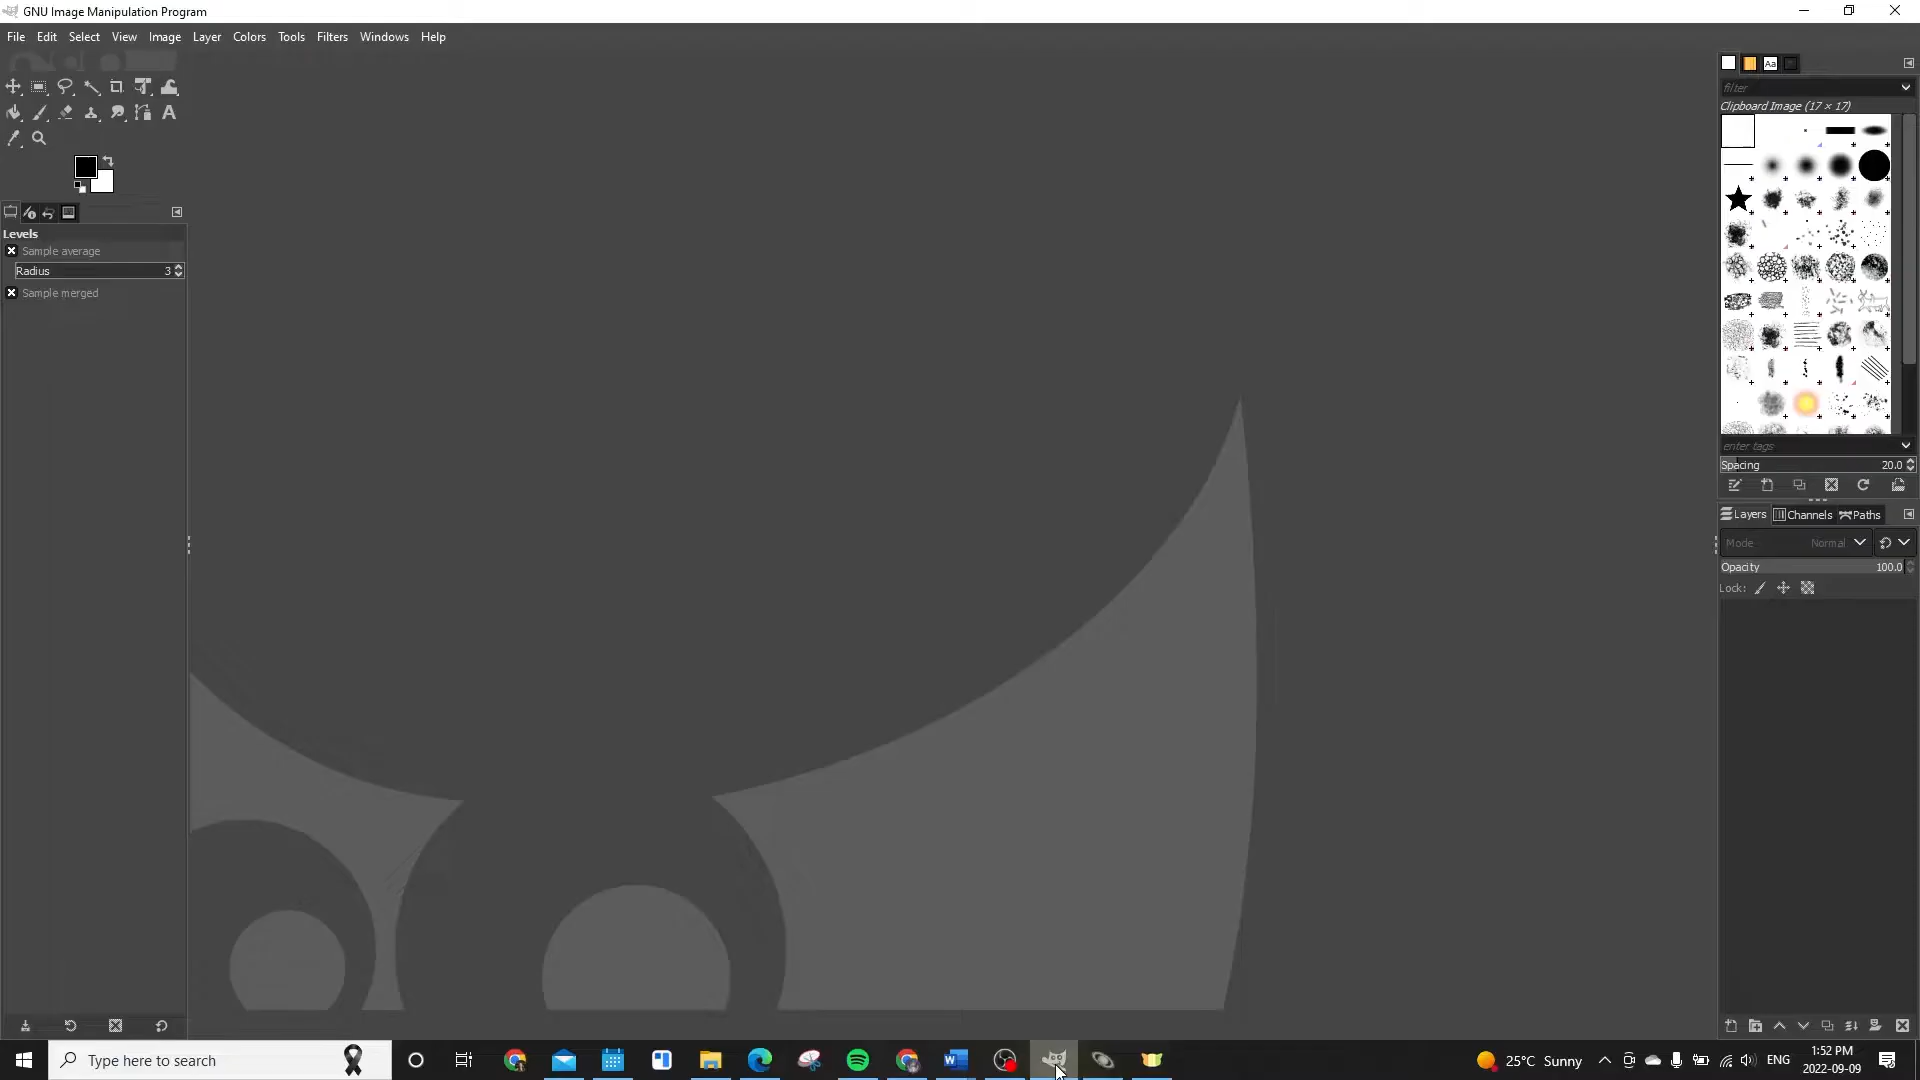 GNU Image Manipulation Program
File Edit Select View Image Layer Colors Tools Filters Windows Help
Aa
filter
Clipboard Image (17 × 17)
Levels
Sample average
Radius 3
Sample merged
enter tags
Spacing 20.0
Layers Channels Paths
Mode Normal
Opacity 100.0
Lock:
Type here to search
25°C Sunny
ENG
1:52 PM
2022-09-09